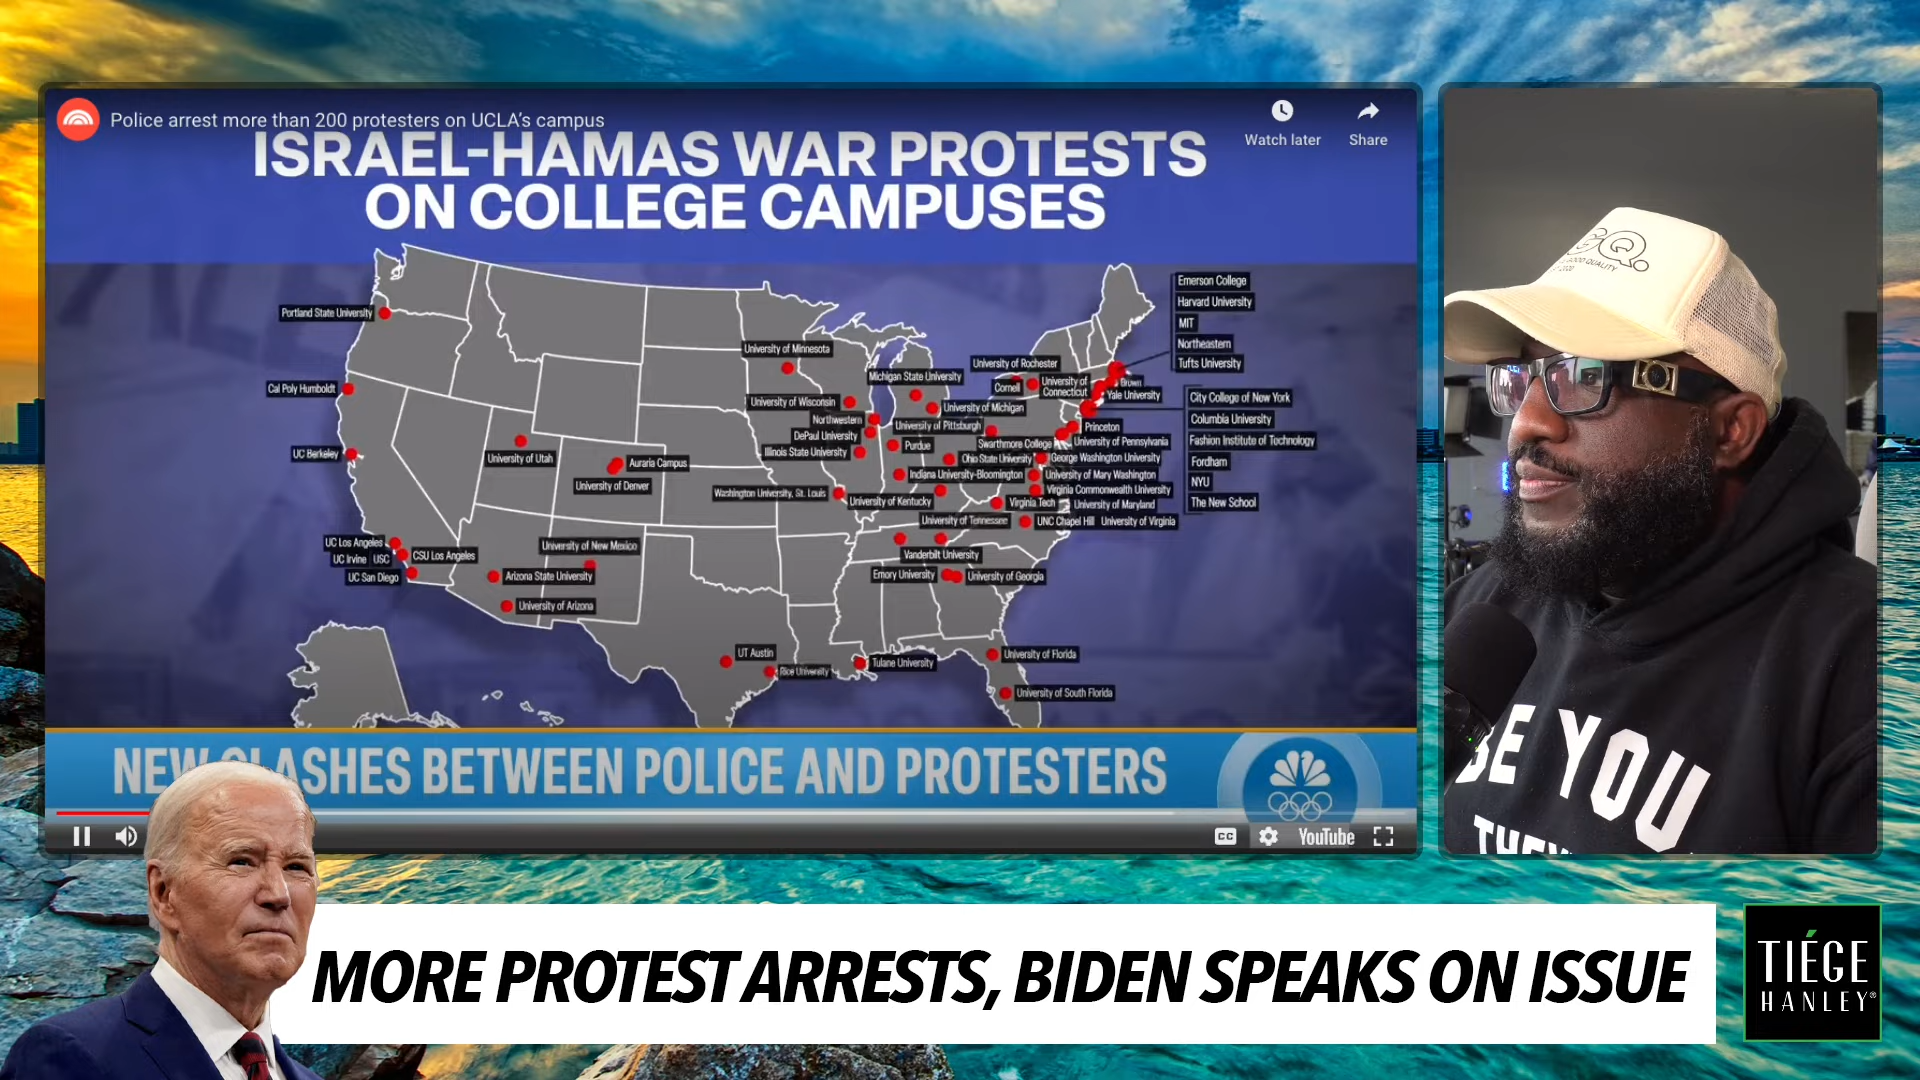 Police arrest more than 200 protesters on UCLA's campus
Watch later
Share
ISRAEL-HAMAS WAR PROTESTS
ON COLLEGE CAMPUSES
Portland State University
Cal Poly Humboldt
UC Berkeley
UC Los Angeles
UC Irvine
USC
CSU Los Angeles
UC San Diego
University of Utah
Auraria Campus
University of Denver
University of New Mexico
Arizona State University
University of Arizona
UT Austin
Rice University
Tulane University
University of Minnesota
University of Wisconsin
Northwestern
DePaul University
Illinois State University
Washington University, St. Louis
Michigan State University
University of Michigan
University of Pittsburgh
Purdue
Ohio State University
Indiana University-Bloomington
University of Kentucky
University of Tennessee
Vanderbilt University
Emory University
University of Georgia
University of Florida
University of South Florida
University of Rochester
Cornell
University of
Connecticut
Brown
Yale University
Princeton
Swarthmore College
University of Pennsylvania
George Washington University
University of Mary Washington
Virginia Commonwealth University
Virginia Tech
University of Maryland
UNC Chapel Hill
University of Virginia
Emerson College
Harvard University
MIT
Northeastern
Tufts University
City College of New York
Columbia University
Fashion Institute of Technology
Fordham
NYU
The New School
NEW CLASHES BETWEEN POLICE AND PROTESTERS
CC
YouTube
GQ.
GOOD QUALITY
BE YOU
MORE PROTEST ARRESTS, BIDEN SPEAKS ON ISSUE
TIÉGE
HANLEY®